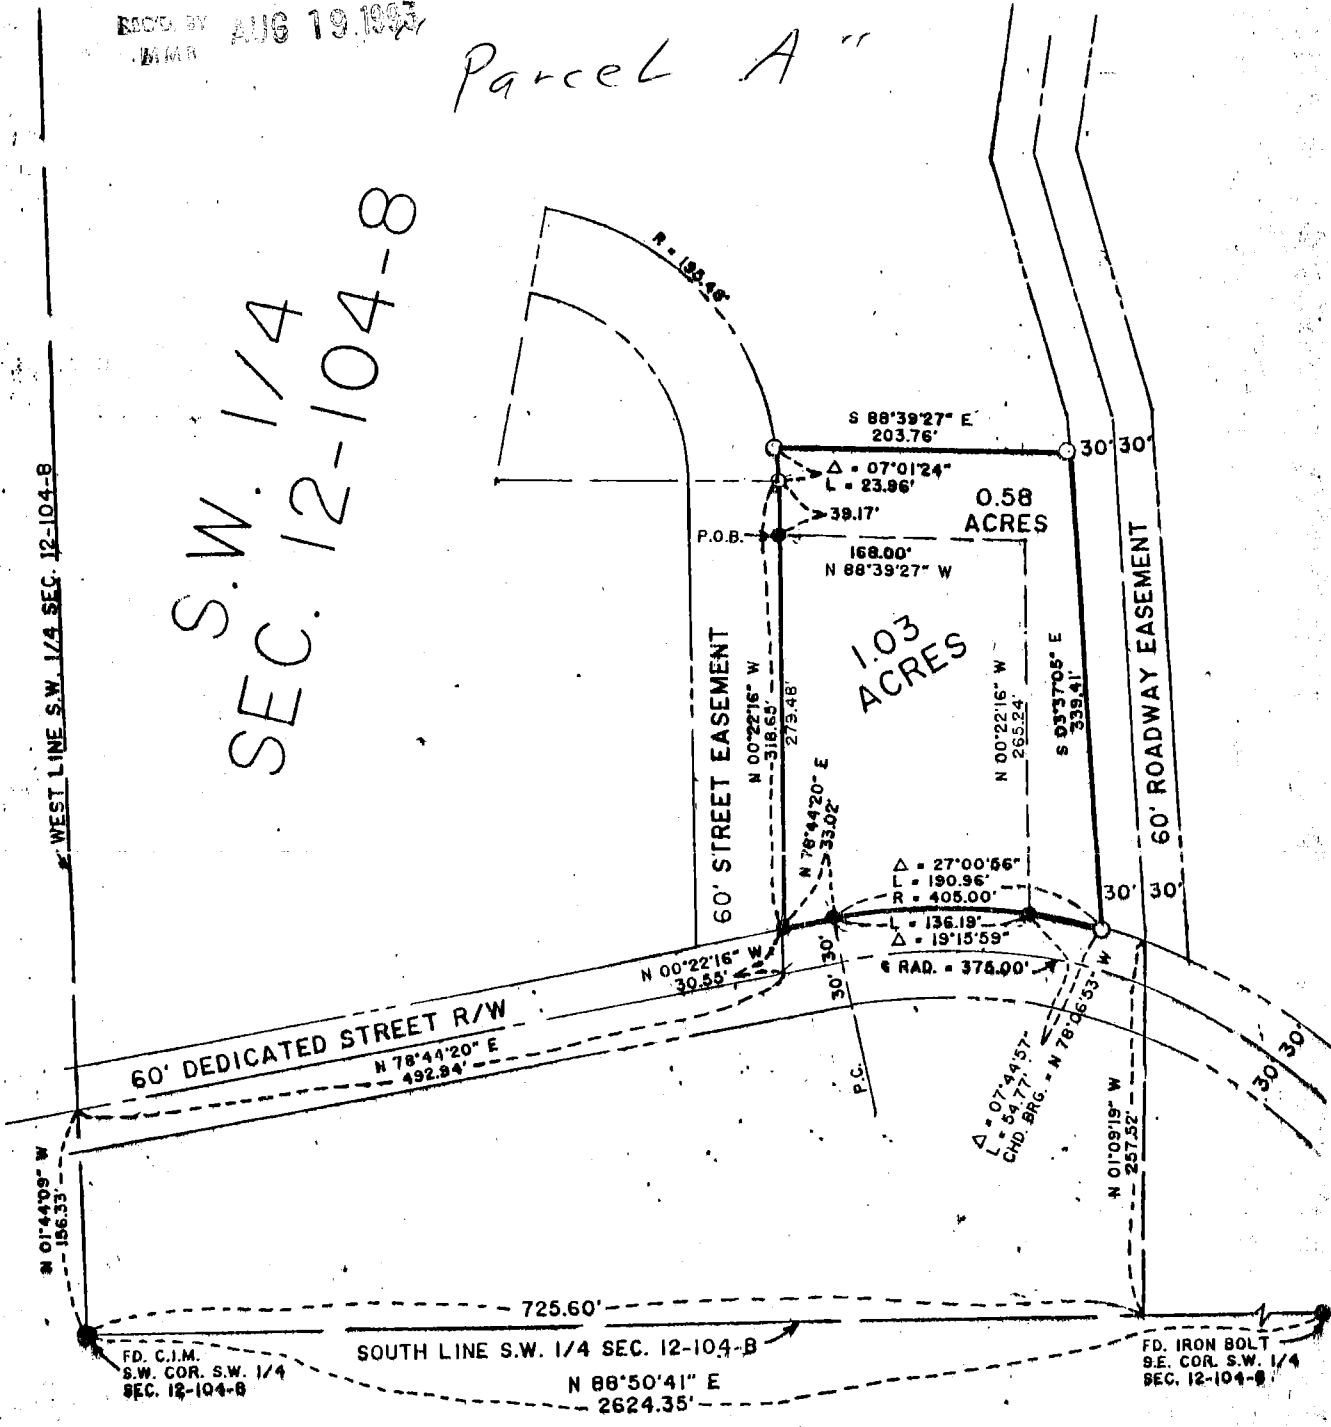 REC'D. BY AUG 19 1993
MMB
Parcel A"
S.W. 1/4
SEC. 12-104-8
WEST LINE S.W. 1/4 SEC. 12-104-8
R = 195.48'
S 88°39'27" E
203.76'
30' 30'
Δ = 07°01'24"
L = 23.96'
39.17'
0.58
ACRES
P.O.B.
168.00'
N 88°39'27" W
1.03
ACRES
60' STREET EASEMENT
N 00°22'16" W
318.65'
279.48'
N 78°44'20" E
33.02'
N 00°22'16" W
265.24'
S 03°37'05" E
339.41'
60' ROADWAY EASEMENT
Δ = 27°00'56"
L = 190.96'
R = 405.00'
L = 136.19'
Δ = 19°15'59"
RAD. = 375.00'
30' 30'
30' 30'
N 00°22'16" W
30.55'
60' DEDICATED STREET R/W
N 78°44'20" E
492.94'
P.C.
Δ = 07°44'57"
L = 54.77'
CHD. BRG. = N 78°06'53" W
N 01°09'19" W
257.52'
30' 30'
N 01°44'09" W
156.33'
725.60'
SOUTH LINE S.W. 1/4 SEC. 12-104-8
FD. C.I.M.
S.W. COR. S.W. 1/4
SEC. 12-104-8
N 88°50'41" E
2624.35'
FD. IRON BOLT
S.E. COR. S.W. 1/4
SEC. 12-104-8